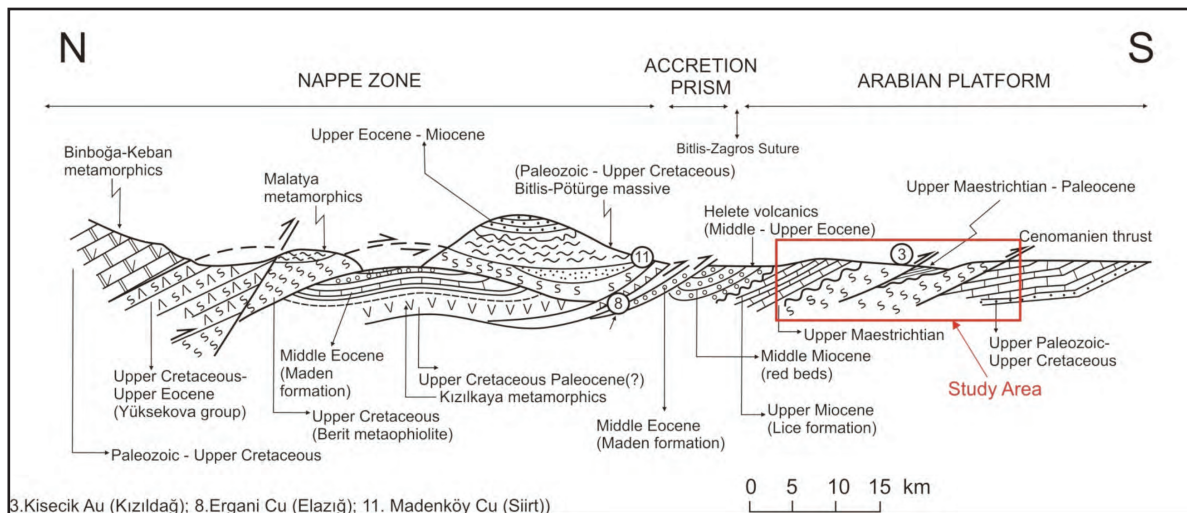 N
S
NAPPE ZONE
ACCRETION
PRISM
ARABIAN PLATFORM
Bitlis-Zagros Suture
Upper Eocene - Miocene
Binboğa-Keban
metamorphics
Malatya
metamorphics
(Paleozoic - Upper Cretaceous)
Bitlis-Pötürge massive
Upper Maestrichtian - Paleocene
Helete volcanics
(Middle - Upper Eocene)
Cenomanien thrust
3
11
8
Upper Maestrichtian
Upper Paleozoic-
Upper Cretaceous
Study Area
Middle Miocene
(red beds)
Upper Miocene
(Lice formation)
Middle Eocene
(Maden formation)
Upper Cretaceous Paleocene(?)
Kızılkaya metamorphics
Middle Eocene
(Maden
formation)
Upper Cretaceous
(Berit metaophiolite)
Upper Cretaceous-
Upper Eocene
(Yüksekova group)
Paleozoic - Upper Cretaceous
0 5 10 15 km
3.Kisecik Au (Kızıldağ); 8.Ergani Cu (Elazığ); 11. Madenköy Cu (Siirt))